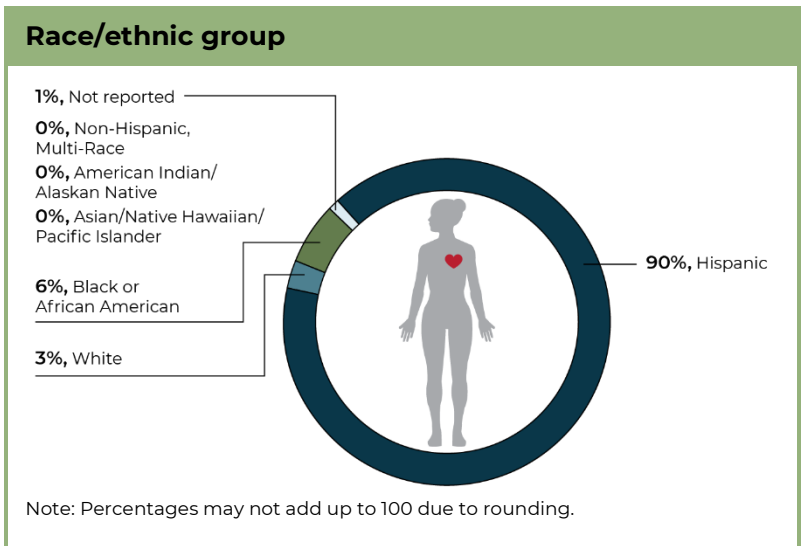 Race/ethnic group
1%, Not reported
0%, Non-Hispanic,
Multi-Race
0%, American Indian/
Alaskan Native
0%, Asian/Native Hawaiian/
Pacific Islander
6%, Black or
African American
3%, White
90%, Hispanic
Note: Percentages may not add up to 100 due to rounding.